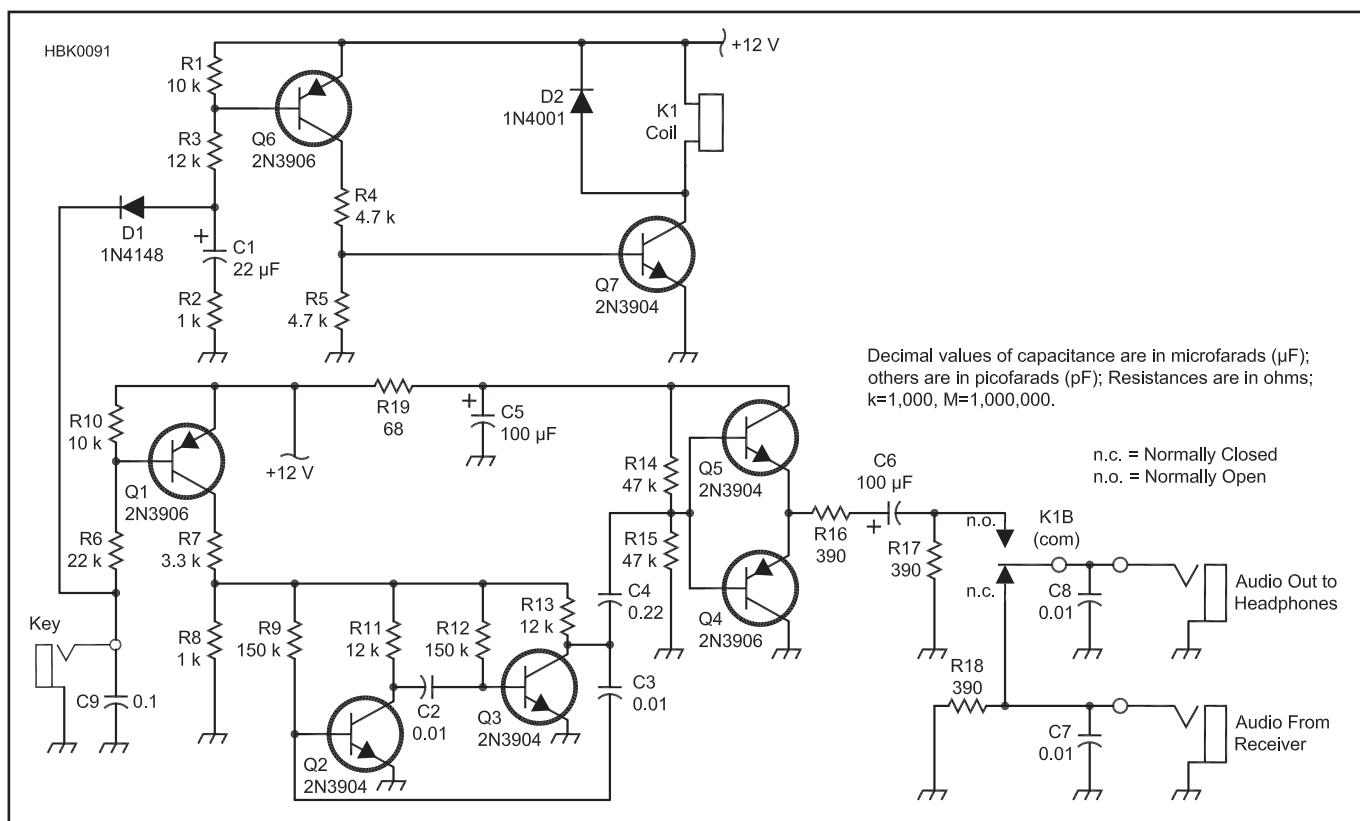 HBK0091
+12 V
R1
10 k
D2
1N4001
K1
Coil
R3
12 k
Q6
2N3906
R4
4.7 k
D1
1N4148
+
C1
22 µF
R2
1 k
R5
4.7 k
Q7
2N3904
Decimal values of capacitance are in microfarads (µF);
others are in picofarads (pF); Resistances are in ohms;
k=1,000, M=1,000,000.
n.c. = Normally Closed
n.o. = Normally Open
R10
10 k
R19
68
+
C5
100 µF
+12 V
Q1
2N3906
R14
47 k
Q5
2N3904
C6
100 µF
+
R16
390
n.o.
K1B
(com)
R6
22 k
R7
3.3 k
R15
47 k
R17
390
n.c.
C8
0.01
Audio Out to
Headphones
C4
0.22
Q4
2N3906
Key
R8
1 k
R9
150 k
R11
12 k
R12
150 k
R13
12 k
C9
0.1
C2
0.01
Q3
2N3904
C3
0.01
R18
390
C7
0.01
Audio From
Receiver
Q2
2N3904